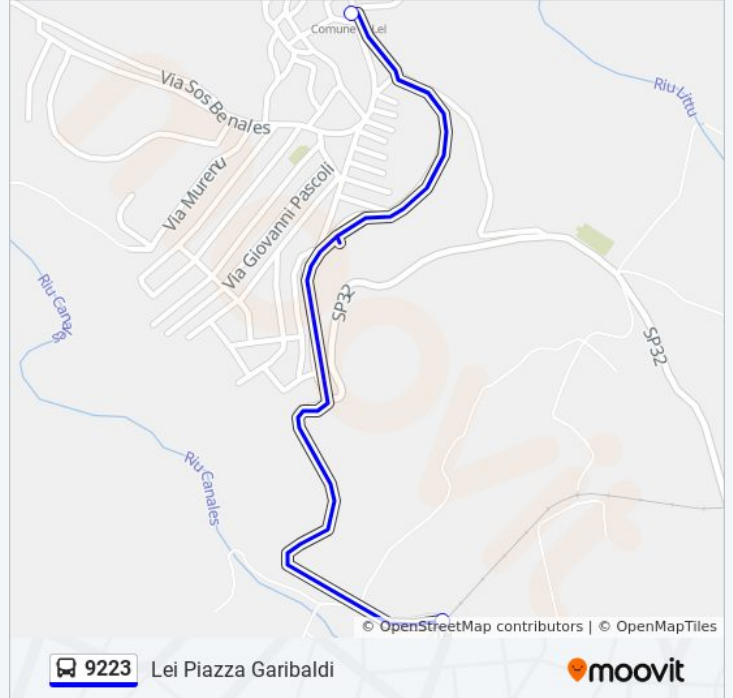 Comune Lei
Via Sos Benales
Riu Littu
Via Mureru
Via Giovanni Pascoli
SP32
Riu Canales
SP32
Riu Canales
© OpenStreetMap contributors | © OpenMapTiles
9223 Lei Piazza Garibaldi
moovit